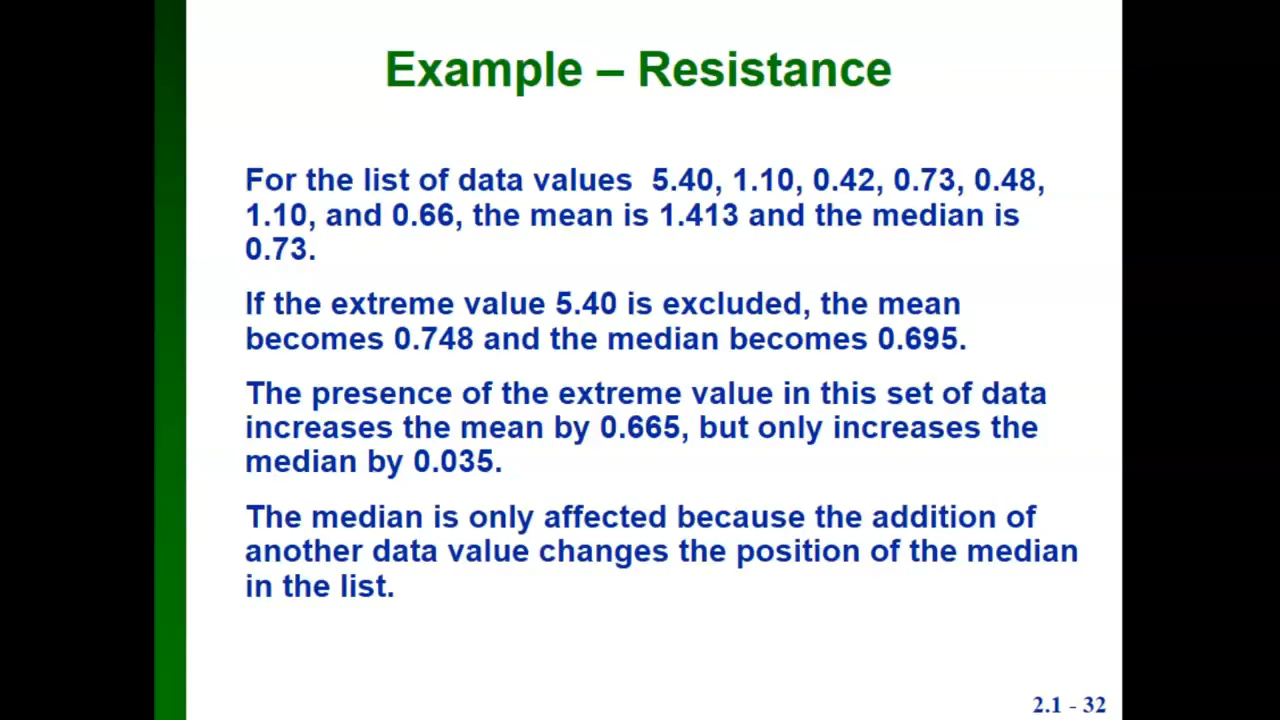 Example – Resistance
For the list of data values 5.40, 1.10, 0.42, 0.73, 0.48,
1.10, and 0.66, the mean is 1.413 and the median is
0.73.
If the extreme value 5.40 is excluded, the mean
becomes 0.748 and the median becomes 0.695.
The presence of the extreme value in this set of data
increases the mean by 0.665, but only increases the
median by 0.035.
The median is only affected because the addition of
another data value changes the position of the median
in the list.
2.1 - 32